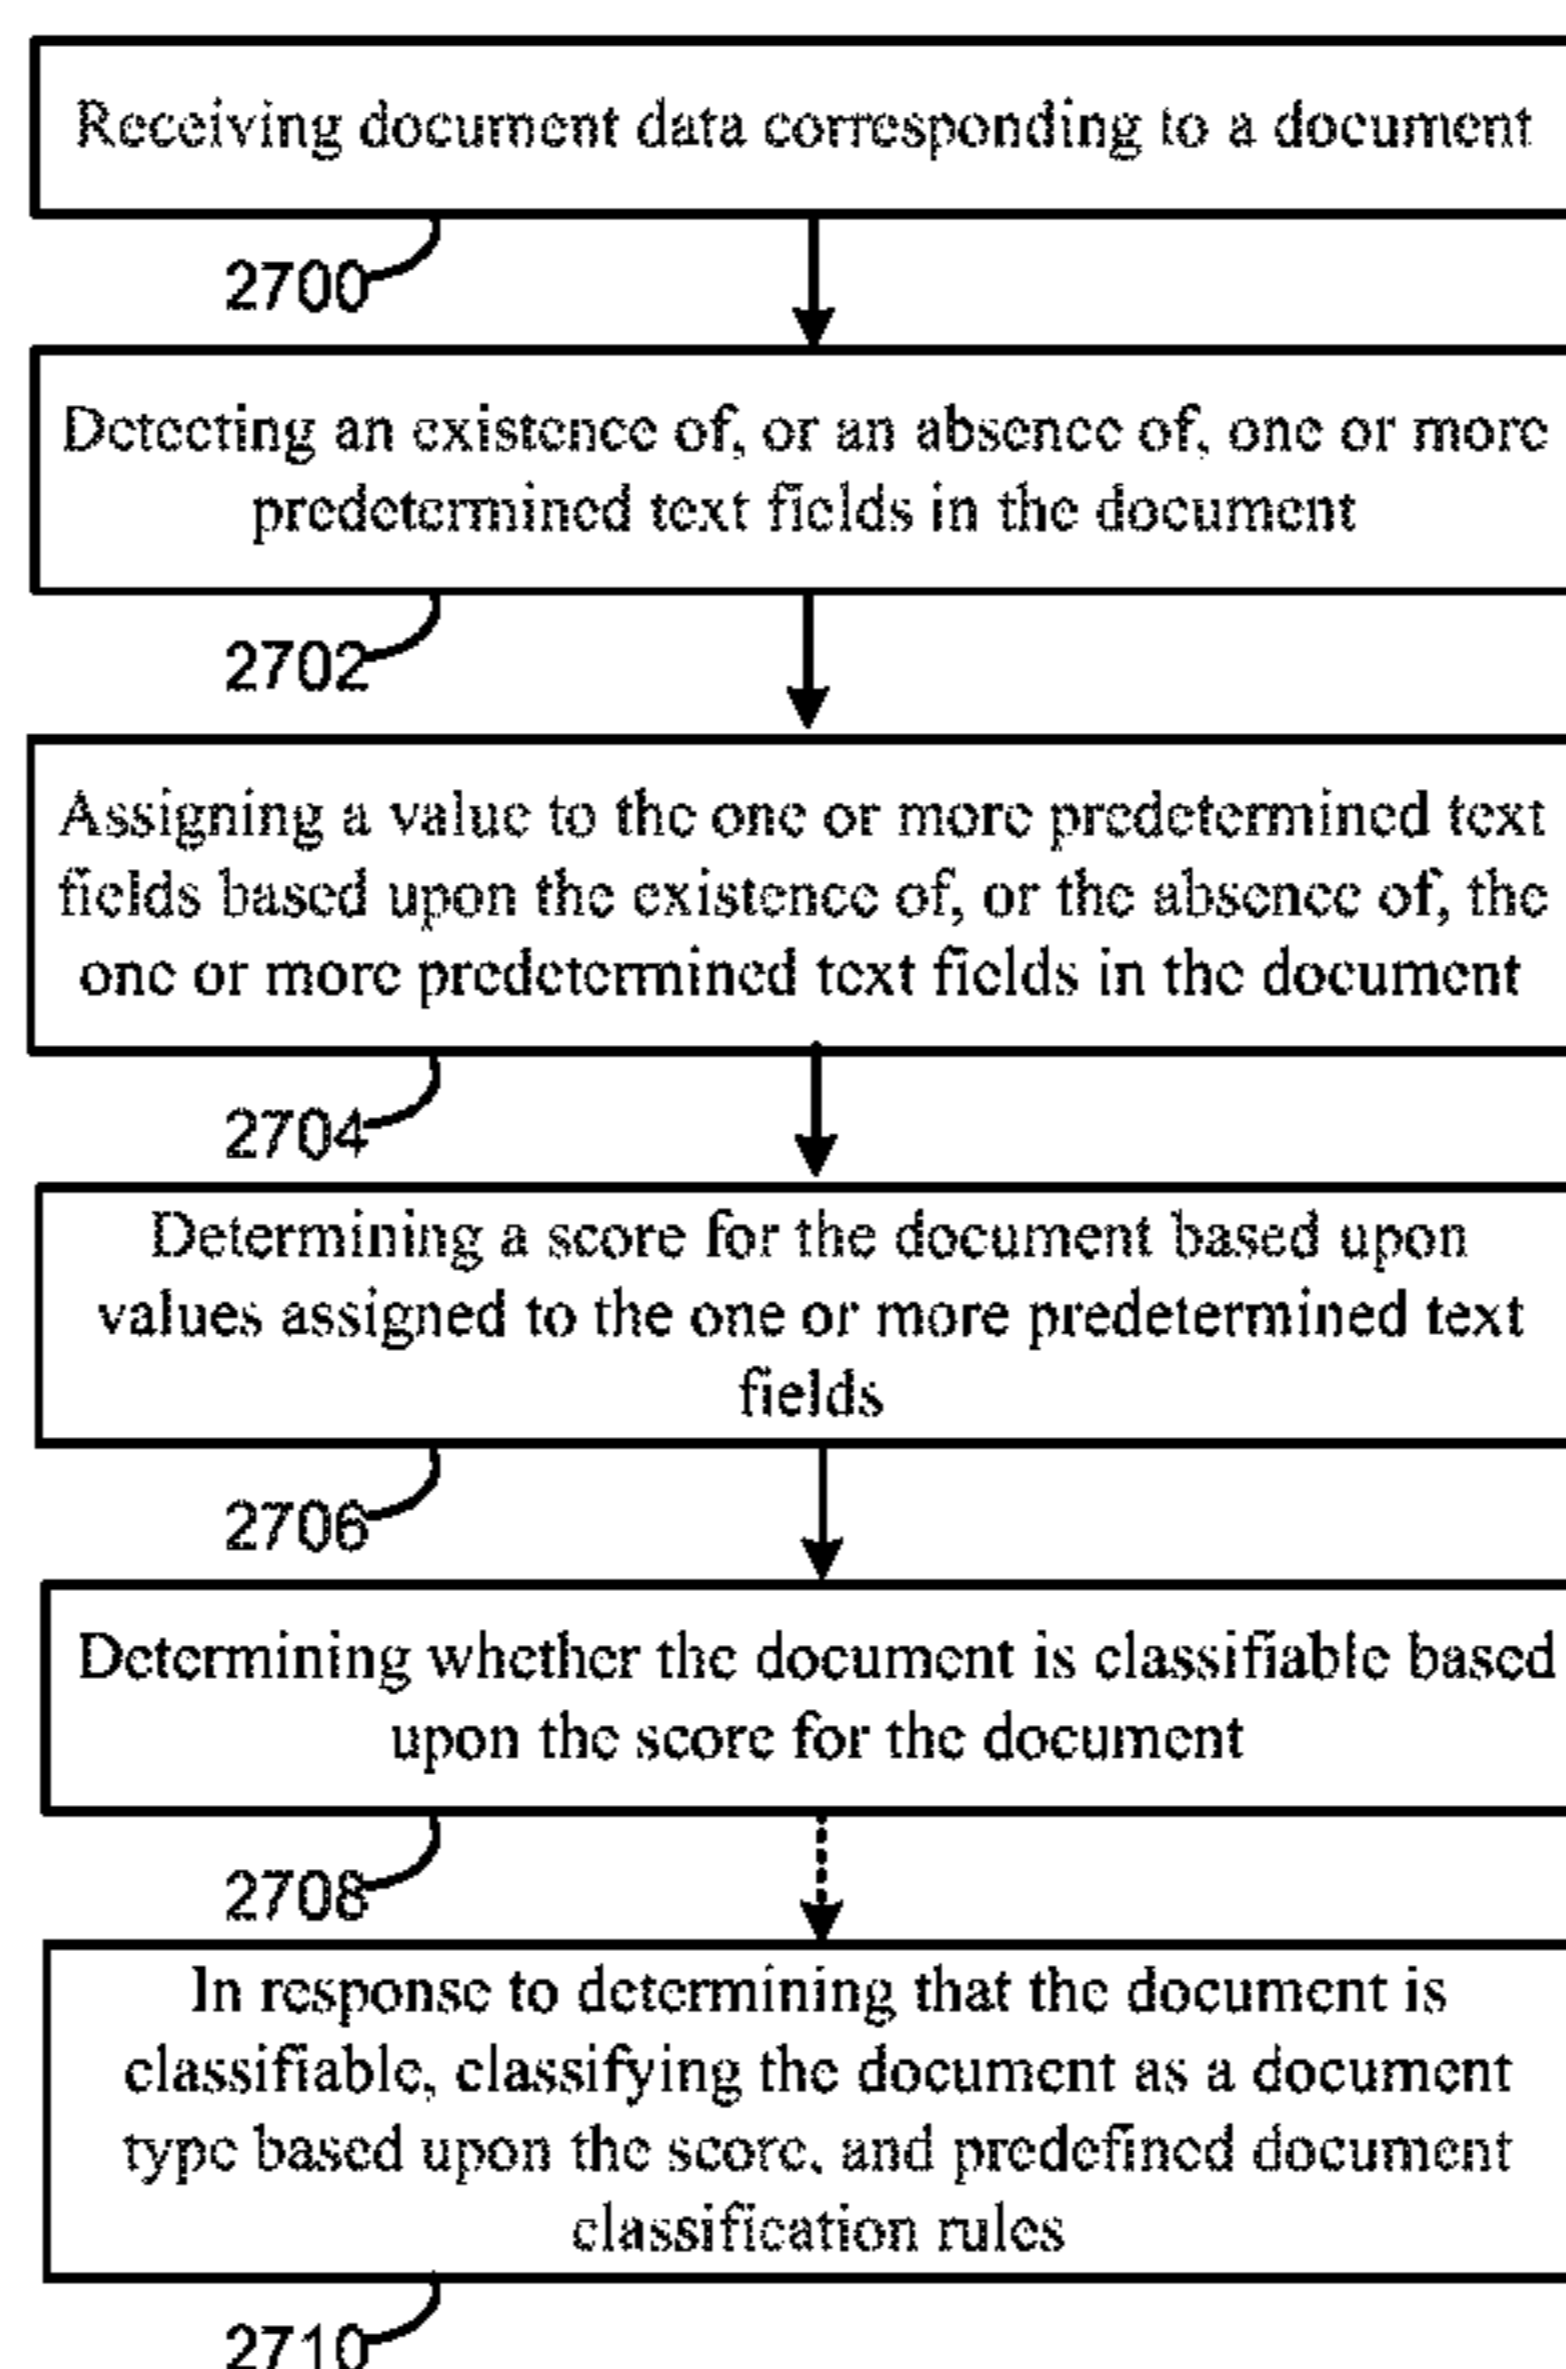 Receiving document data corresponding to a document
2700
Detecting an existence of, or an absence of, one or more
predetermined text fields in the document
2702
Assigning a value to the one or more predetermined text
fields based upon the existence of, or the absence of, the
one or more predetermined text fields in the document
2704
Determining a score for the document based upon
values assigned to the one or more predetermined text
fields
2706
Determining whether the document is classifiable based
upon the score for the document
2708
In response to determining that the document is
classifiable, classifying the document as a document
type based upon the score, and predefined document
classification rules
2710